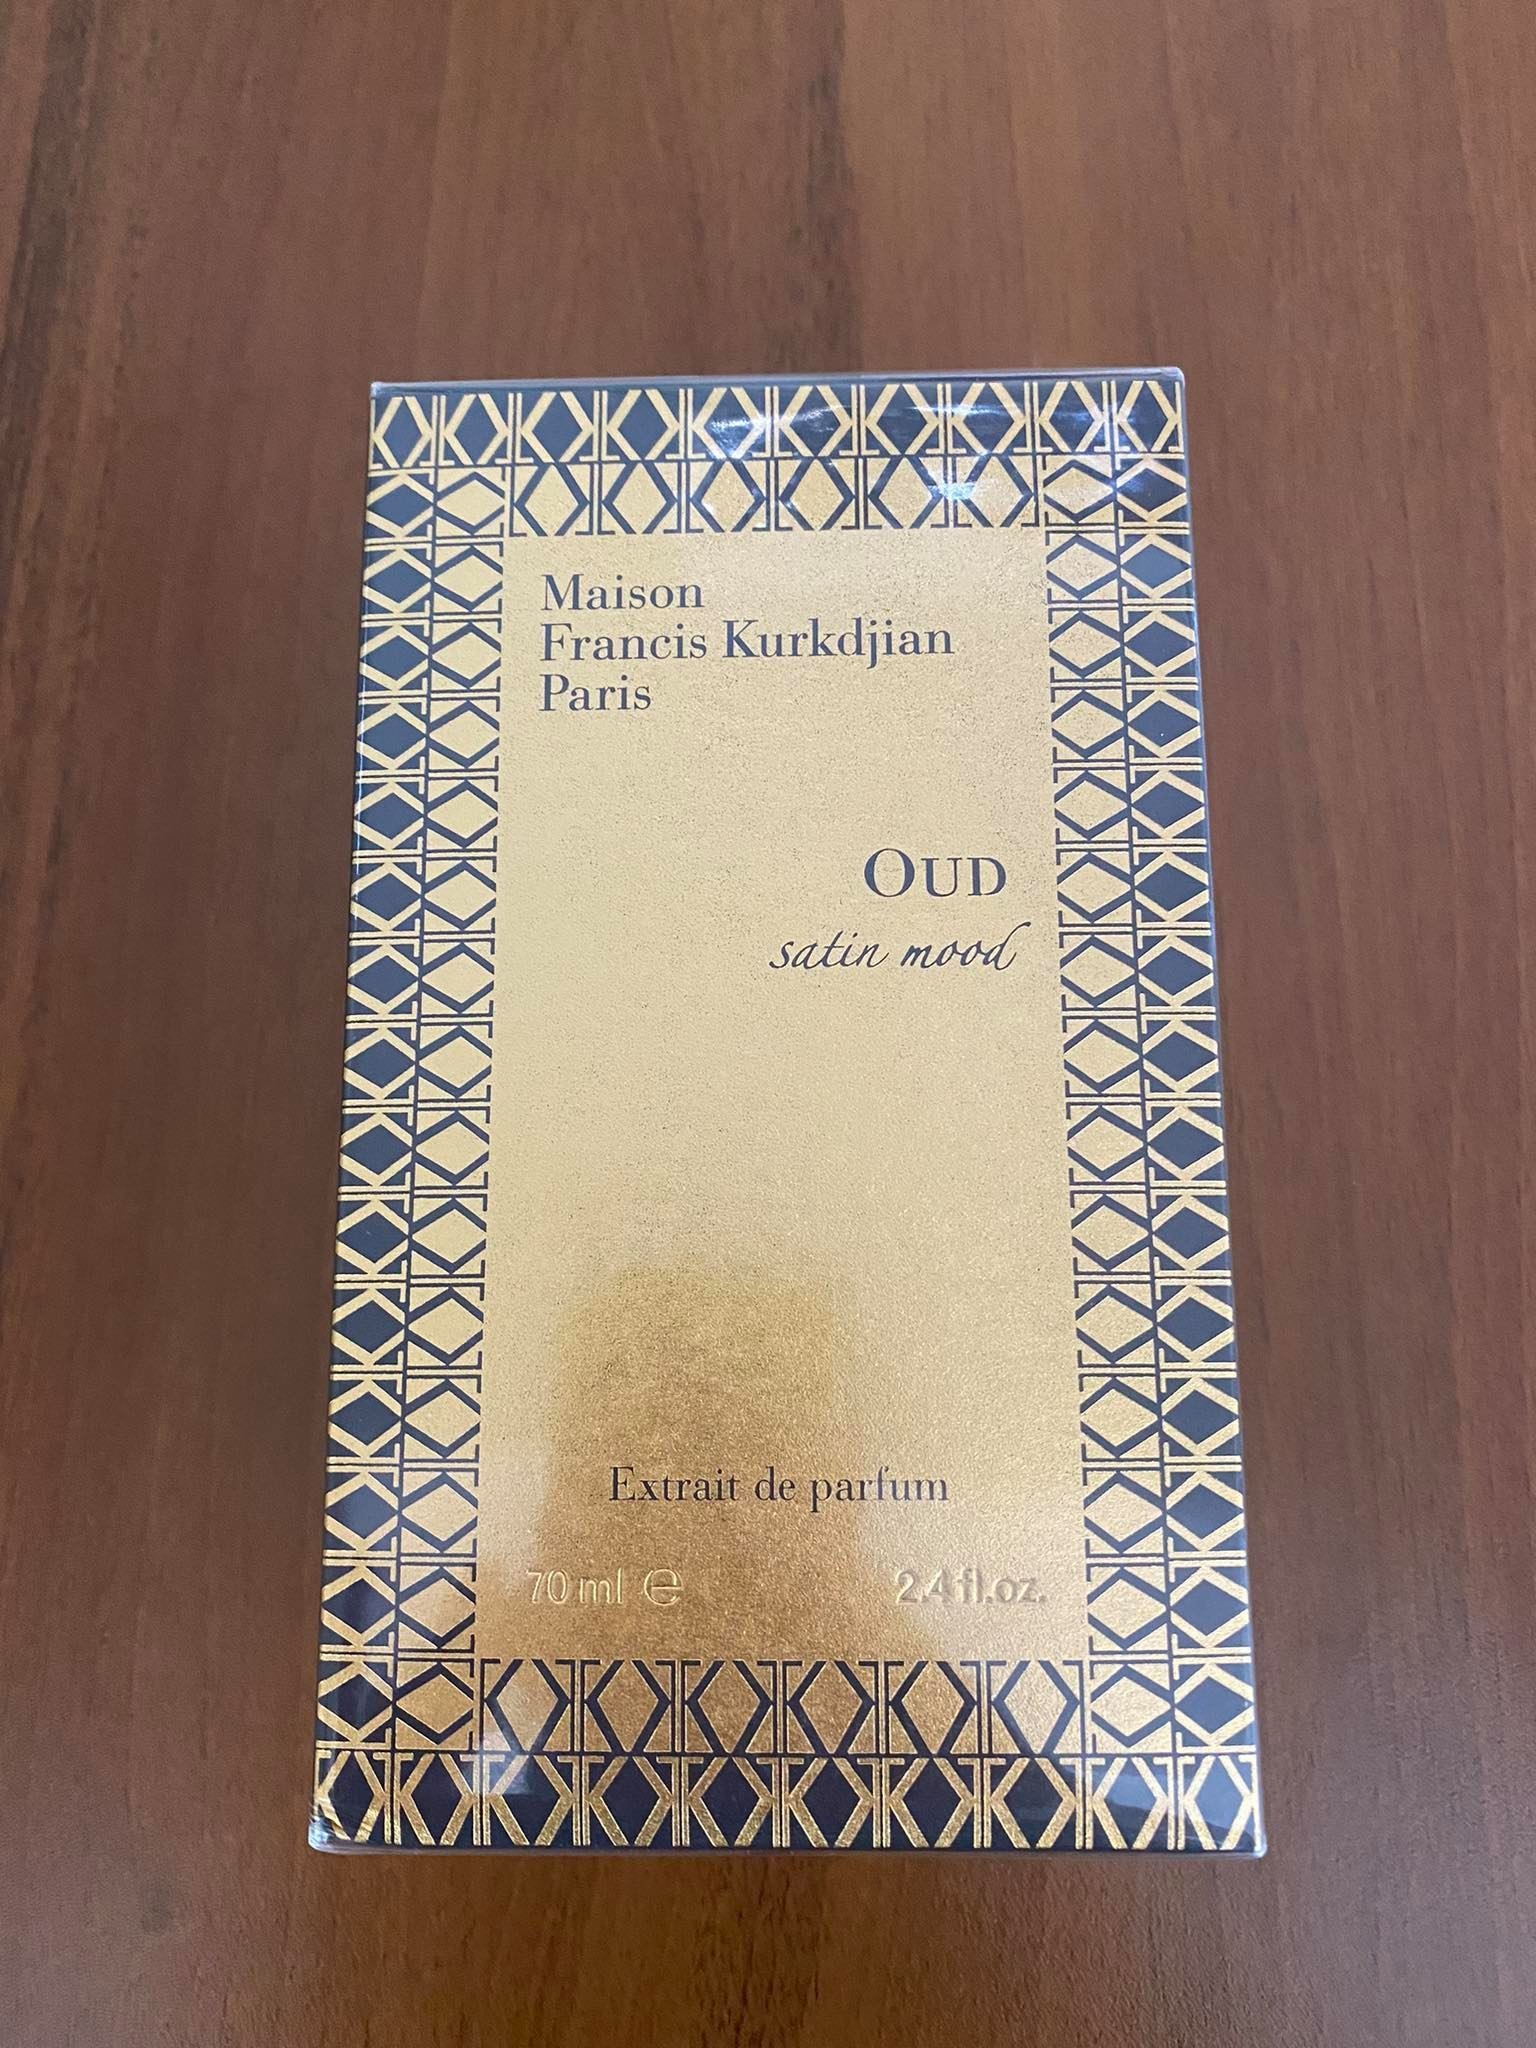 Maison
Francis Kurkdjian
Paris
OUD
satin mood
Extrait de parfum
70 ml ℮ 2.4 fl.oz.